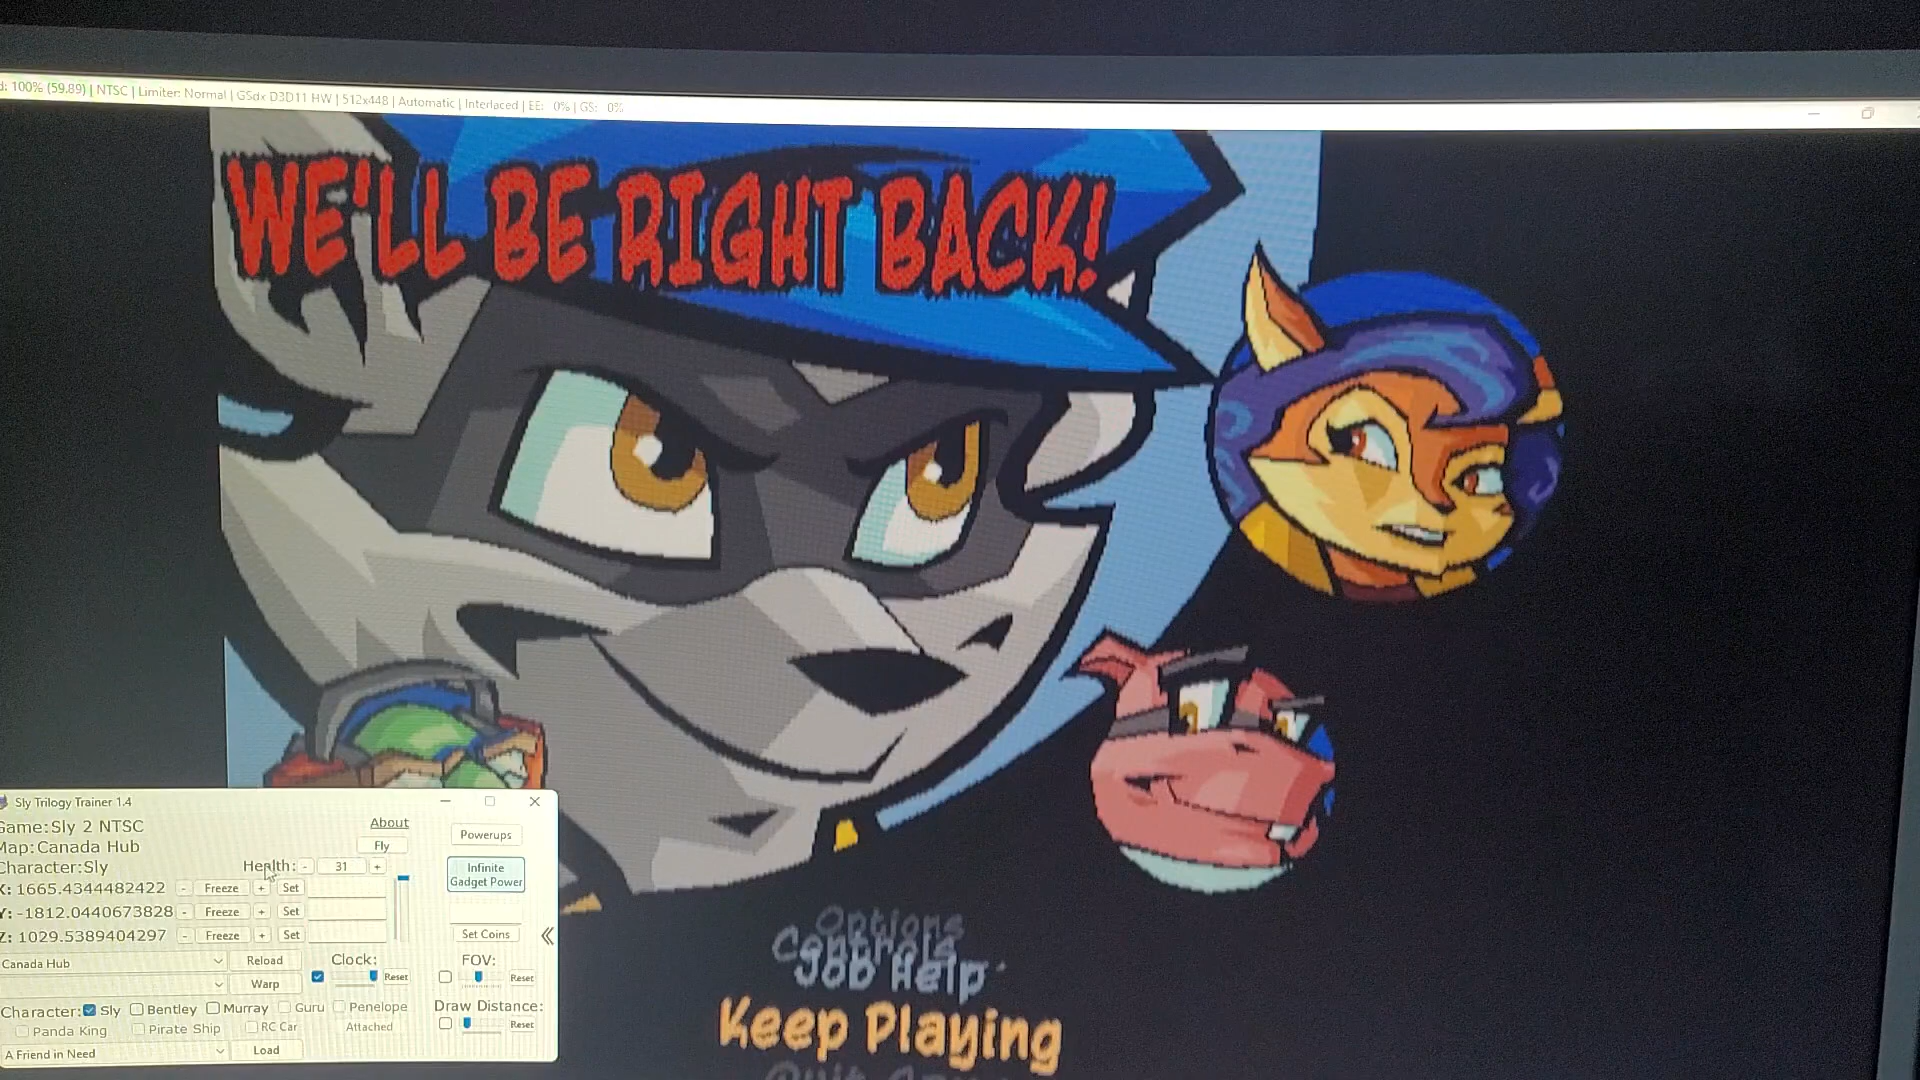 d: 100% (59.89) | NTSC | Limiter: Normal | GSdx D3D11 HW | 512x448 | Automatic | Interlaced | EE: 0% | GS: 0%
WE'LL BE RIGHT BACK!
Sly Trilogy Trainer 1.4
Game:Sly 2 NTSC
About
Powerups
Map:Canada Hub
Fly
Character:Sly
Health: - 31 +
Infinite
Gadget Power
X: 1665.4344482422 - Freeze + Set
Y: -1812.0440673828 - Freeze + Set
Z: 1029.5389404297 - Freeze + Set
Set Coins
Canada Hub
Reload
Clock:
FOV:
Warp
Reset
Reset
Character: Sly Bentley Murray Guru Penelope
Draw Distance:
Panda King Pirate Ship RC Car Attached
Reset
A Friend in Need
Load
Options
Controls
Job Help
Keep Playing